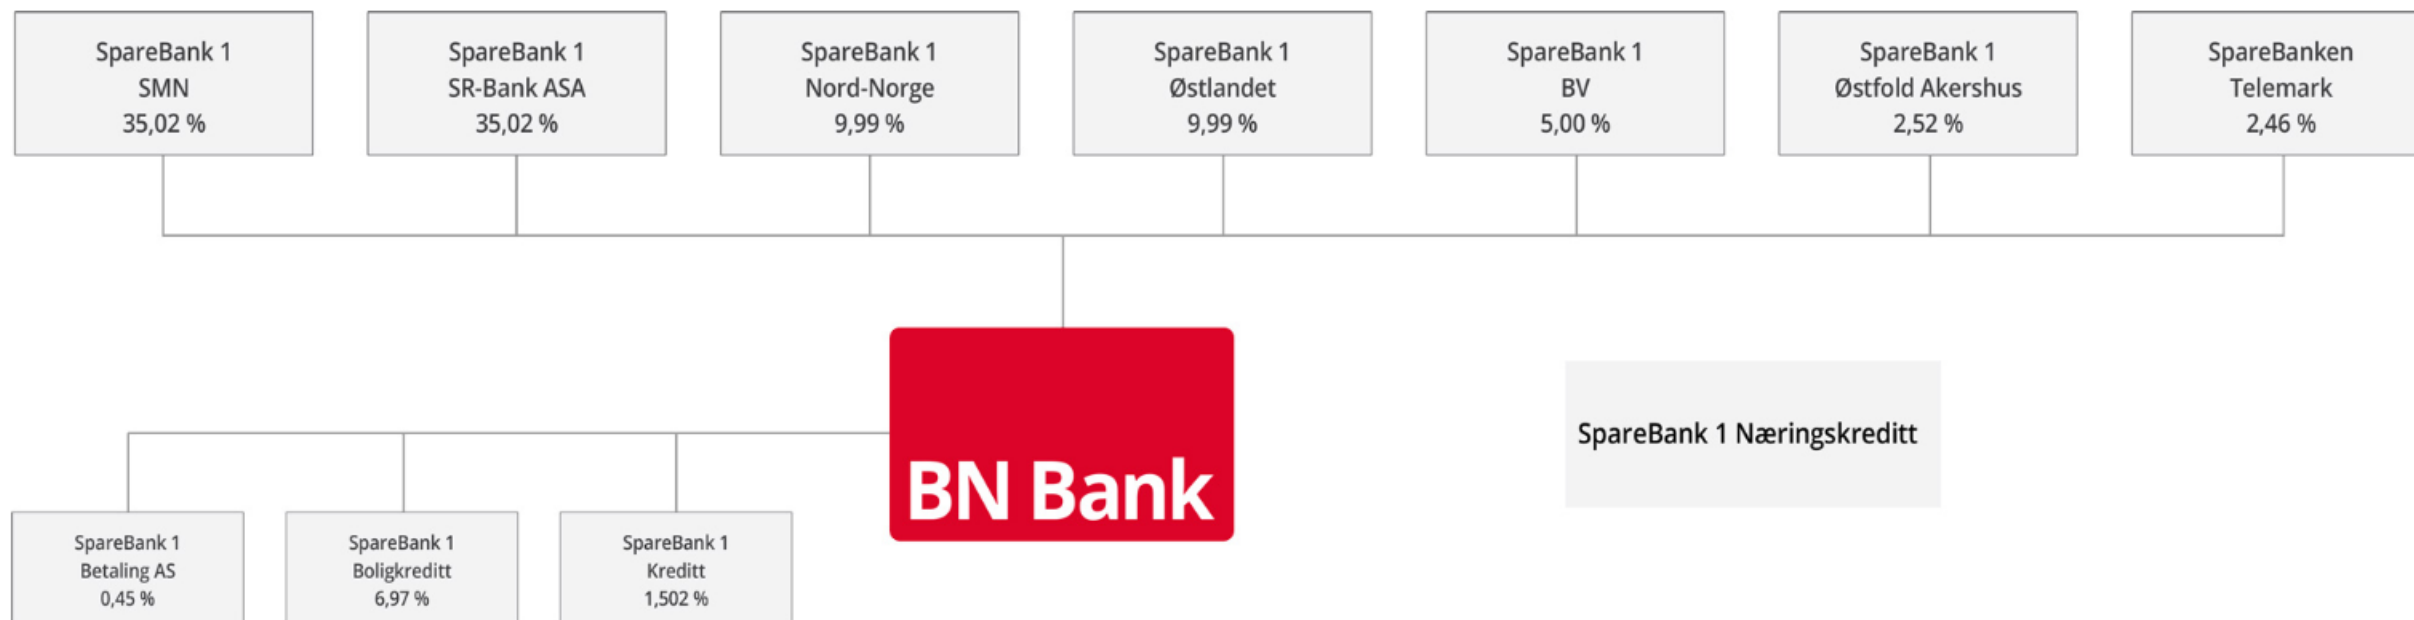 SpareBank 1
SMN
35,02 %
SpareBank 1
SR-Bank ASA
35,02 %
SpareBank 1
Nord-Norge
9,99 %
SpareBank 1
Østlandet
9,99 %
SpareBank 1
BV
5,00 %
SpareBank 1
Østfold Akershus
2,52 %
SpareBanken
Telemark
2,46 %
BN Bank
SpareBank 1 Næringskreditt
SpareBank 1
Betaling AS
0,45 %
SpareBank 1
Boligkreditt
6,97 %
SpareBank 1
Kreditt
1,502 %